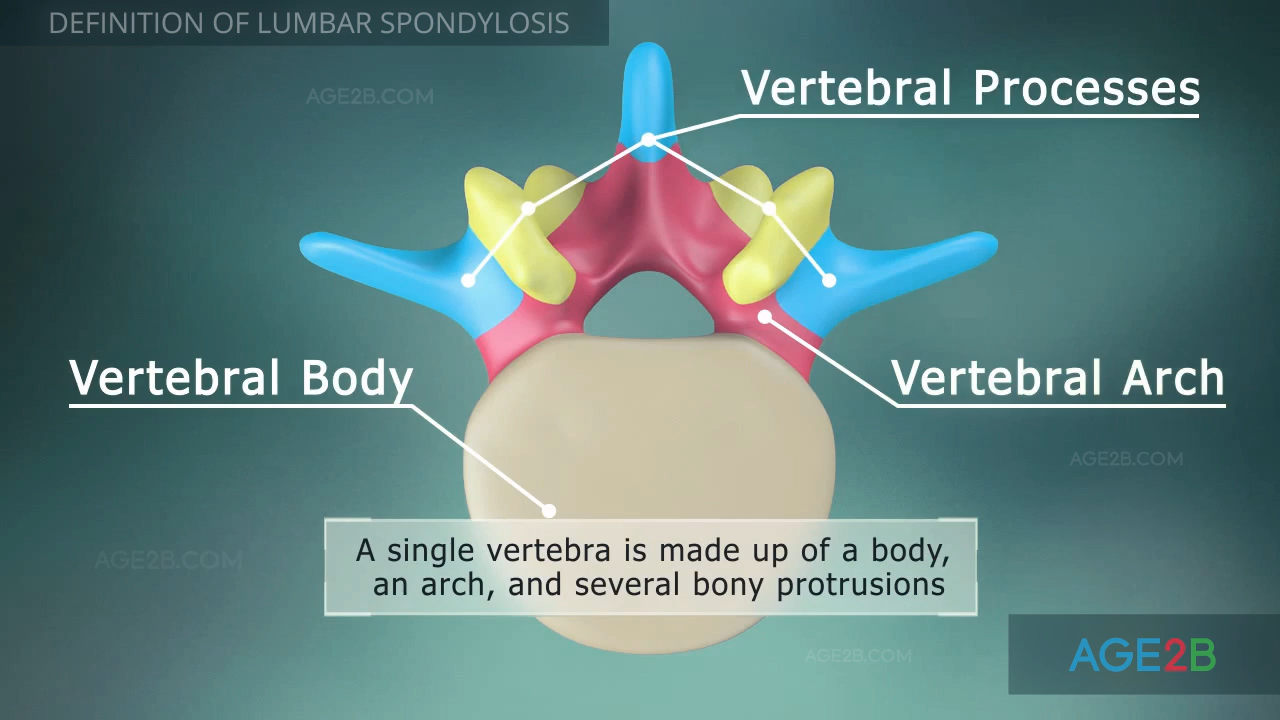 DEFINITION OF LUMBAR SPONDYLOSIS
AGE2B.COM
Vertebral Processes
Vertebral Body
Vertebral Arch
AGE2B.COM
A single vertebra is made up of a body,
an arch, and several bony protrusions
AGE2B.COM
AGE2B.COM
AGE2B